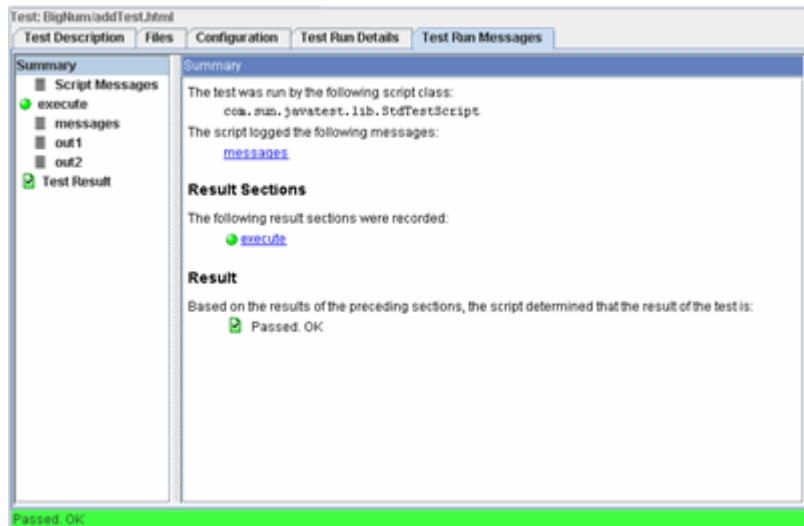 Test: BigNum/addTest.html
Test Description Files Configuration Test Run Details Test Run Messages
Summary
Script Messages
execute
messages
out1
out2
Test Result
Summary
The test was run by the following script class:
com.sun.javatest.lib.StdTestScript
The script logged the following messages:
messages
Result Sections
The following result sections were recorded:
execute
Result
Based on the results of the preceding sections, the script determined that the result of the test is:
Passed. OK
Passed. OK